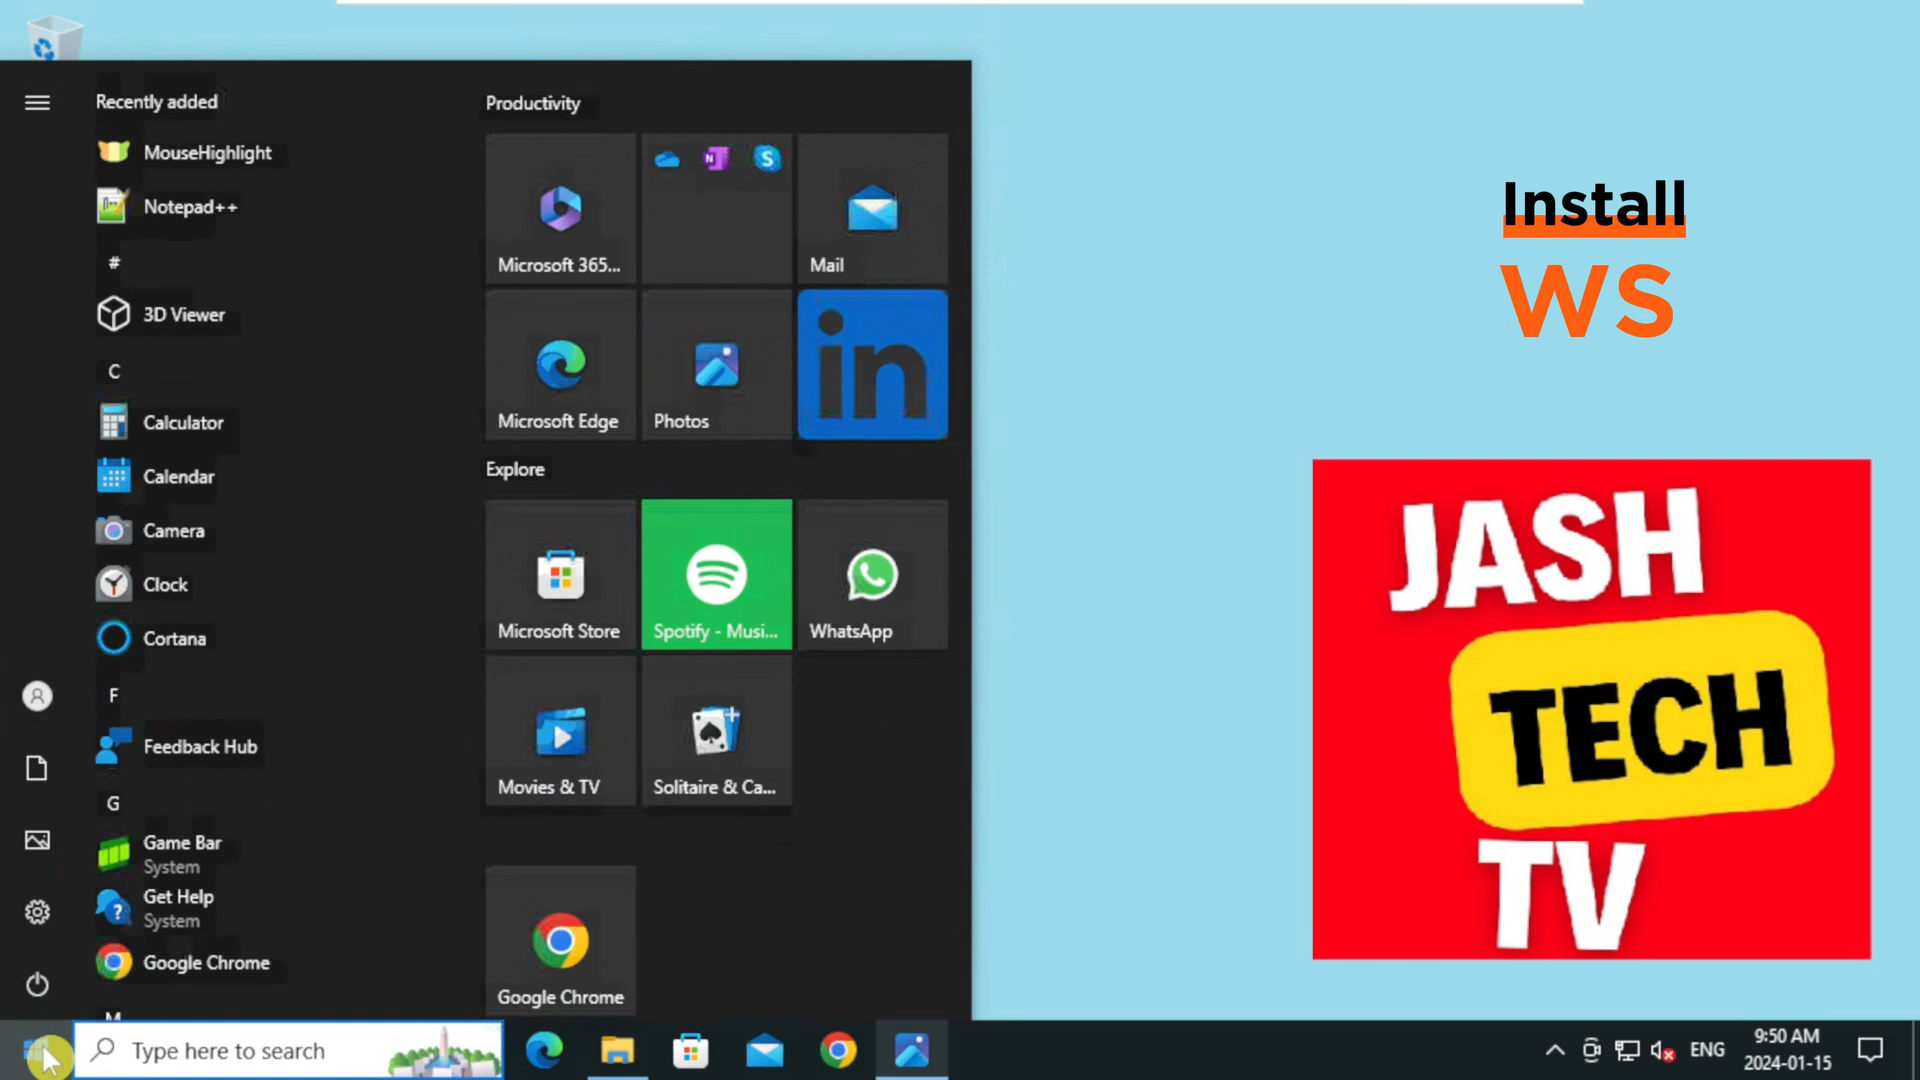 Recently added
MouseHighlight
Notepad++
#
3D Viewer
C
Calculator
Calendar
Camera
Clock
Cortana
F
Feedback Hub
G
Game Bar
System
Get Help
System
Google Chrome
M
Productivity
Microsoft 365...
N
S
Mail
Microsoft Edge
Photos
in
Explore
Microsoft Store
Spotify - Musi...
WhatsApp
Movies & TV
Solitaire & Ca...
Google Chrome
Install
WS
JASH
TECH
TV
Type here to search
ENG
9:50 AM
2024-01-15